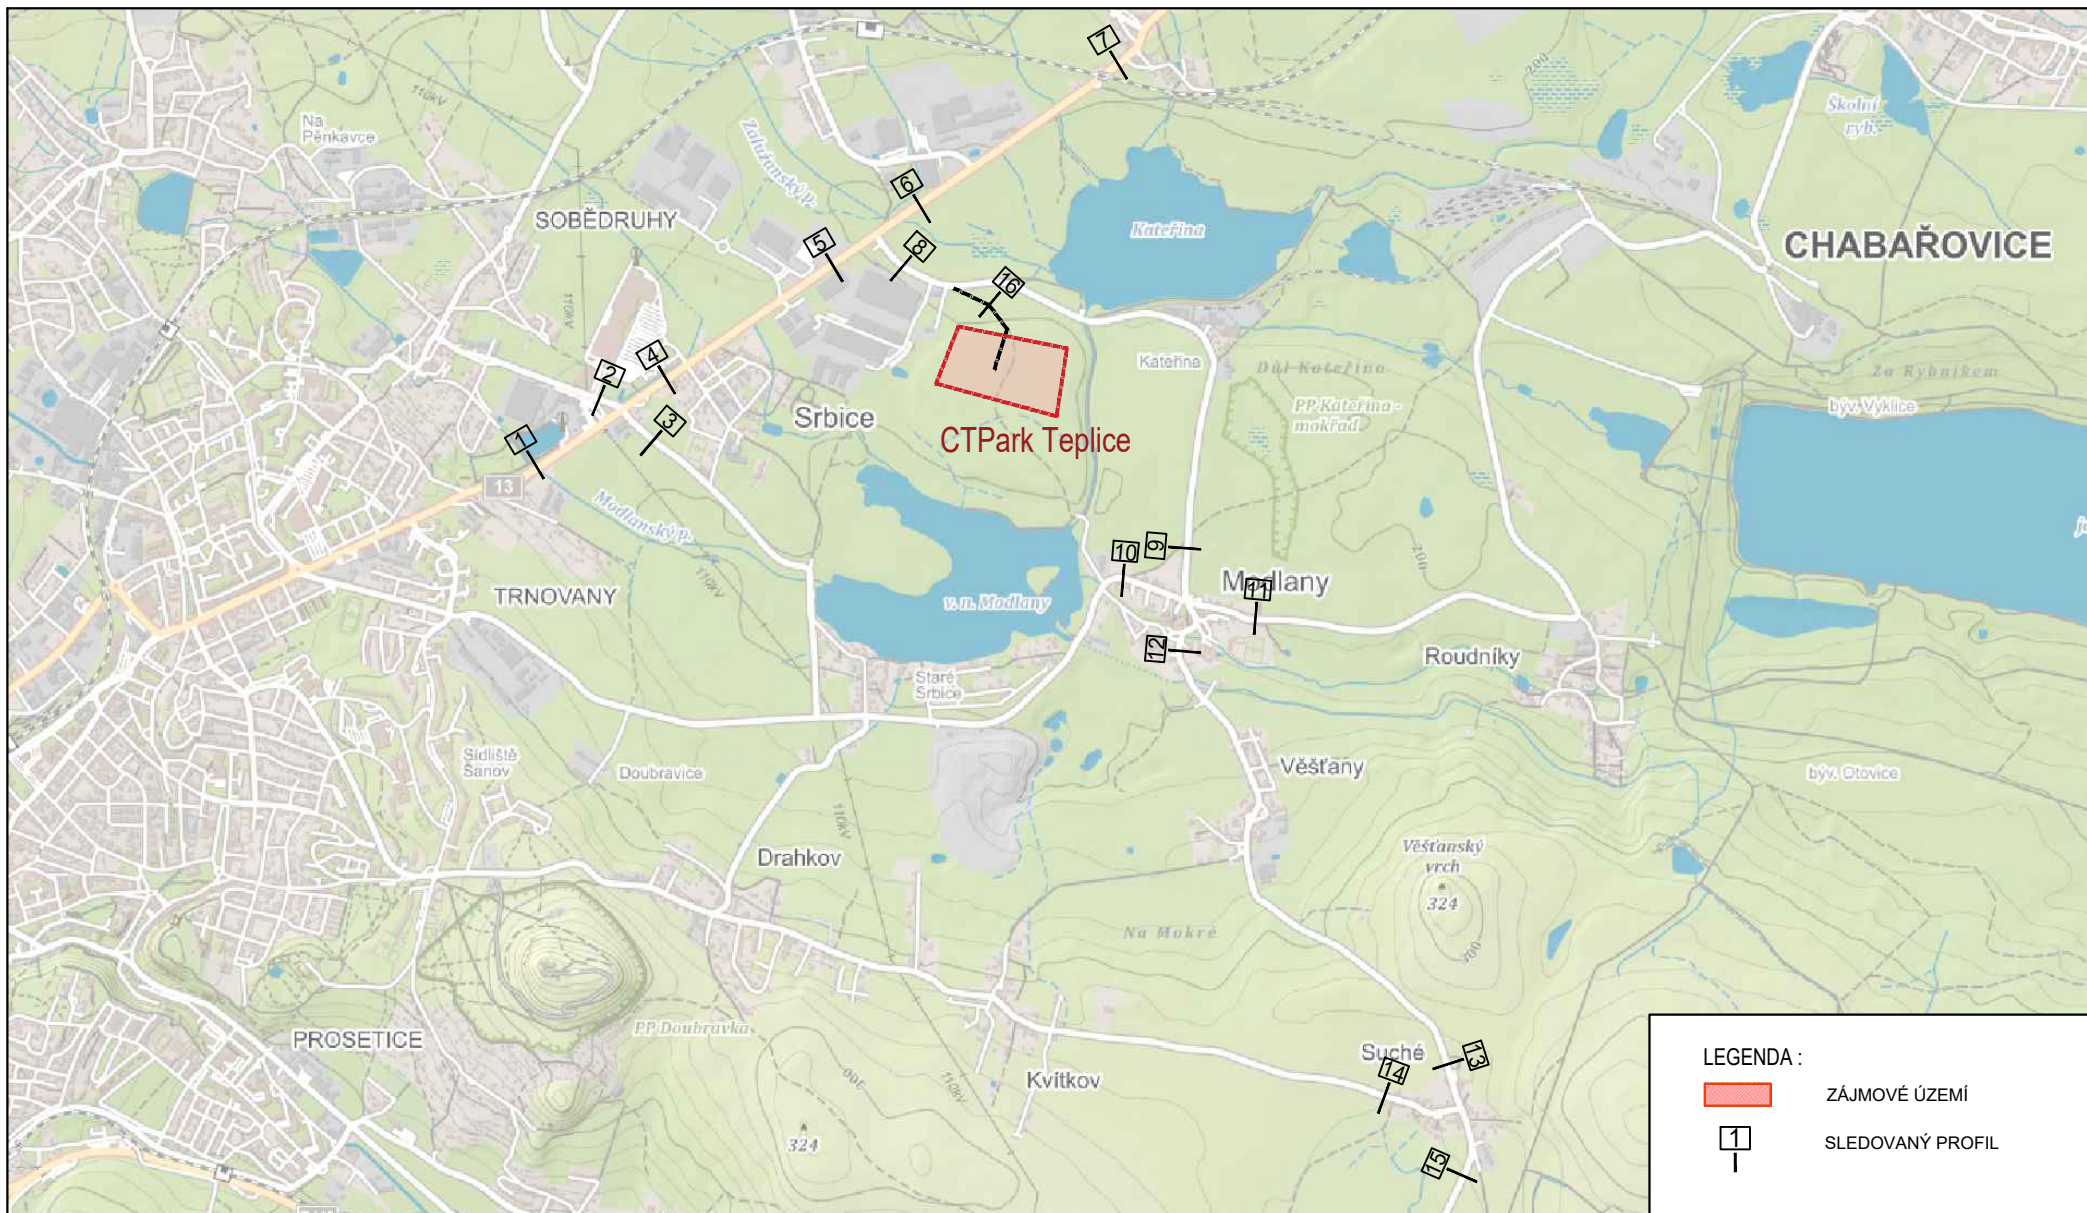 7
200
Školní
ryb.
110kV
Na
Pěnkavce
Zalužanský p.
6
SOBĚDRUHY
Kateřina
CHABAŘOVICE
5
8
16
110kV
4
2
Kateřina
Důl Kateřina
Za Rybníkem
3
Srbice
PP Kateřina -
mokřad
býv. Vyklice
CTPark Teplice
1
13
Modlanský p.
9
10
200
110kV
TRNOVANY
v. n. Modlany
Modlany
11
12
Roudníky
Staré
Srbice
Sídliště
Šanov
Doubravice
Věšťany
býv. Otovice
110kV
Drahkov
Věšťanský
vrch
324
300
Na Mokré
PP Doubravka
PROSETICE
300
110kV
Kvítkov
Suché
13
14
324
15
LEGENDA :
ZÁJMOVÉ ÚZEMÍ
1
SLEDOVANÝ PROFIL